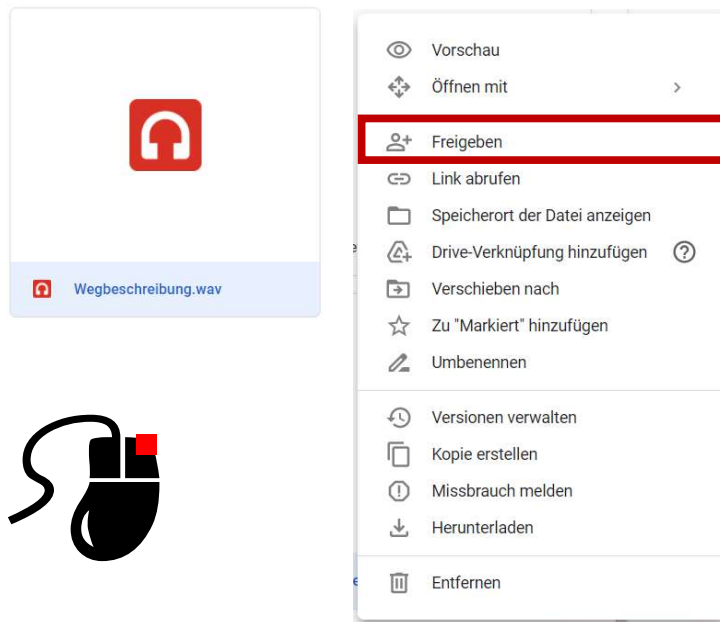 Wegbeschreibung.wav
Vorschau
Öffnen mit
Freigeben
Link abrufen
Speicherort der Datei anzeigen
Drive-Verknüpfung hinzufügen
Verschieben nach
Zu "Markiert" hinzufügen
Umbenennen
Versionen verwalten
Kopie erstellen
Missbrauch melden
Herunterladen
Entfernen